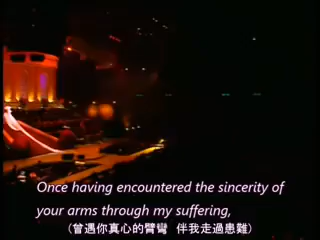 Once having encountered the sincerity of
your arms through my suffering,
(曾遇你真心的臂彎 伴我走過患難)